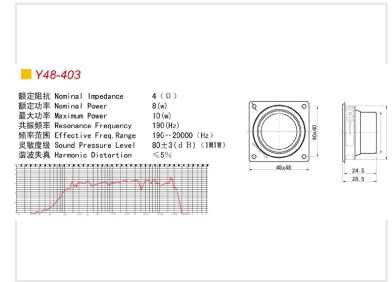 Y48-403
额定阻抗 Nominal Impedance 4 (Ω)
额定功率 Nominal Power 8(w)
最大功率 Maximum Power 10(w)
共振频率 Resonance Frequency 190(Hz)
频率范围 Effective Freq.Range 190--20000 (Hz)
灵敏度级 Sound Pressure Level 80±3(dB)(1M1W)
谐波失真 Harmonic Distortion ≤5%
40x40
48x48
24.5
26.5